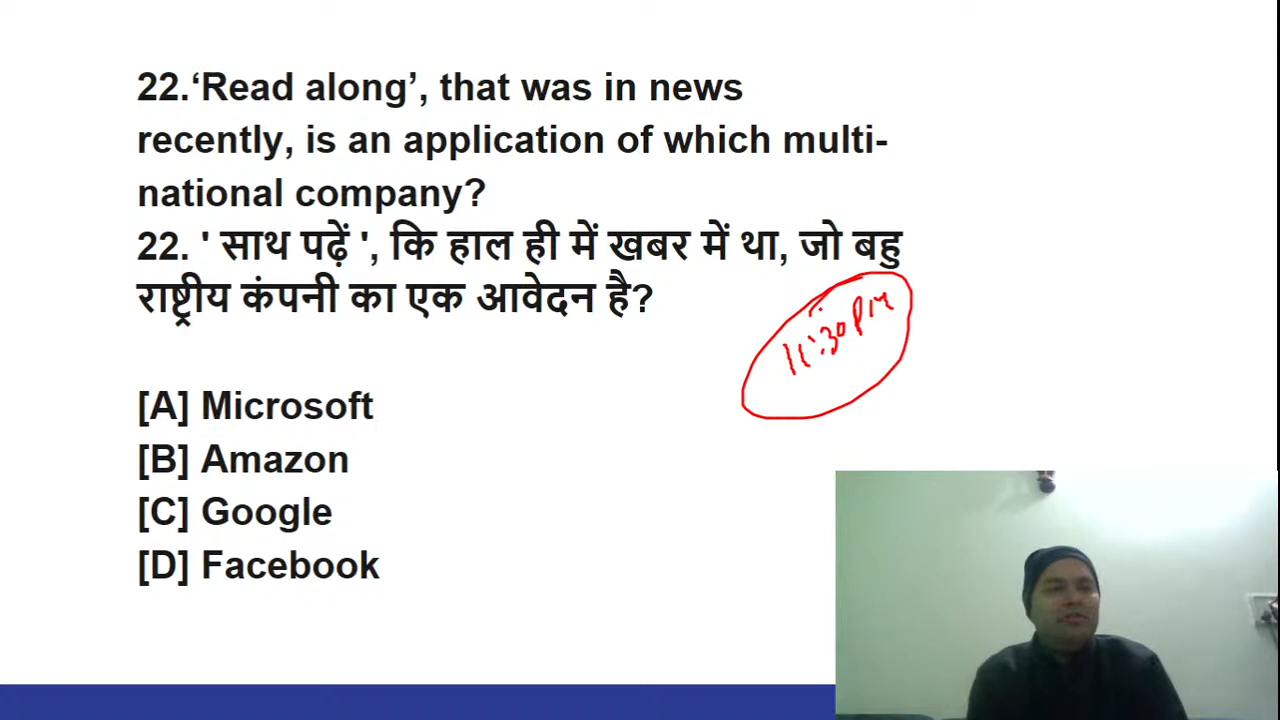 22.‘Read along’, that was in news
recently, is an application of which multi-
national company?
22. ' साथ पढ़ें ', कि हाल ही में खबर में था, जो बहु
राष्ट्रीय कंपनी का एक आवेदन है?
11:30 PM
[A] Microsoft
[B] Amazon
[C] Google
[D] Facebook